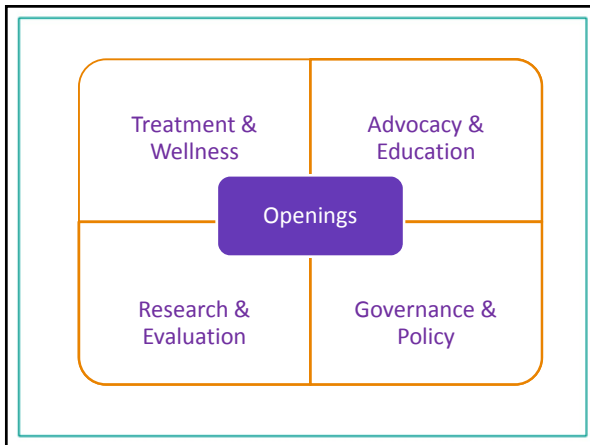 Treatment &
Wellness
Advocacy &
Education
Openings
Research &
Evaluation
Governance &
Policy